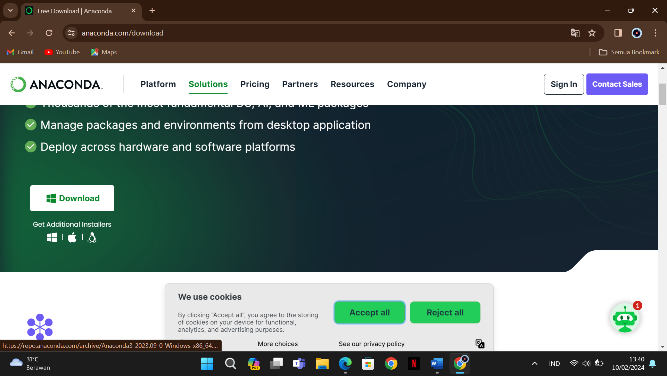 Free Download | Anaconda
anaconda.com/download
Gmail
YouTube
Maps
Semua Bookmark
ANACONDA.
Platform
Solutions
Pricing
Partners
Resources
Company
Sign In
Contact Sales
Thousands of the most fundamental DS, AI, and ML packages
Manage packages and environments from desktop application
Deploy across hardware and software platforms
Download
Get Additional Installers
We use cookies
By clicking "Accept all", you agree to the storing
of cookies on your device for functional,
analytics, and advertising purposes.
Accept all
Reject all
More choices
See our privacy policy
1
https://repo.anaconda.com/archive/Anaconda3-2023.09-0-Windows-x86_64....
31°C
Berawan
IND
13:40
10/02/2024